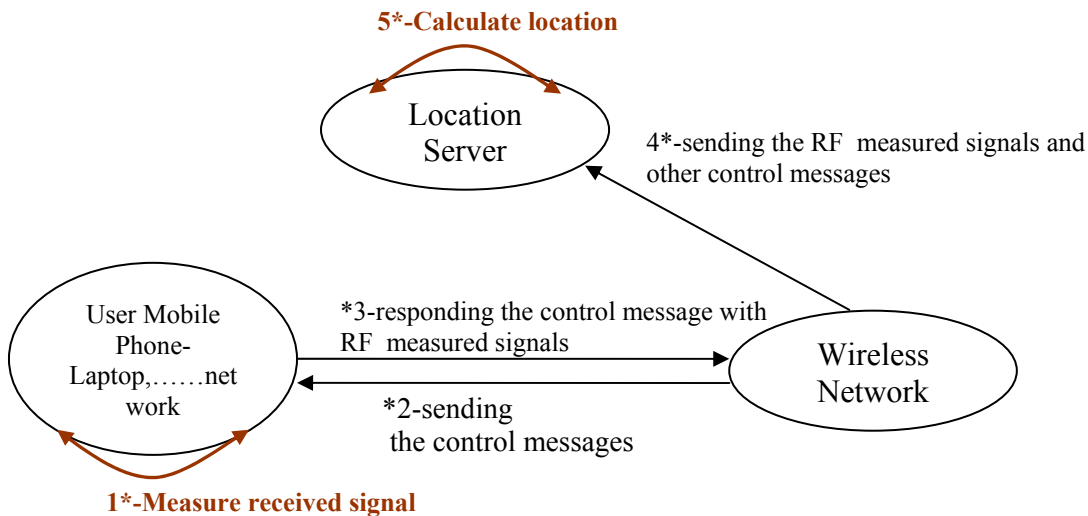 5*-Calculate location
Location
Server
4*-sending the RF measured signals and
other control messages
User Mobile
Phone-
Laptop,……net
work
*3-responding the control message with
RF measured signals
Wireless
Network
*2-sending
the control messages
1*-Measure received signal